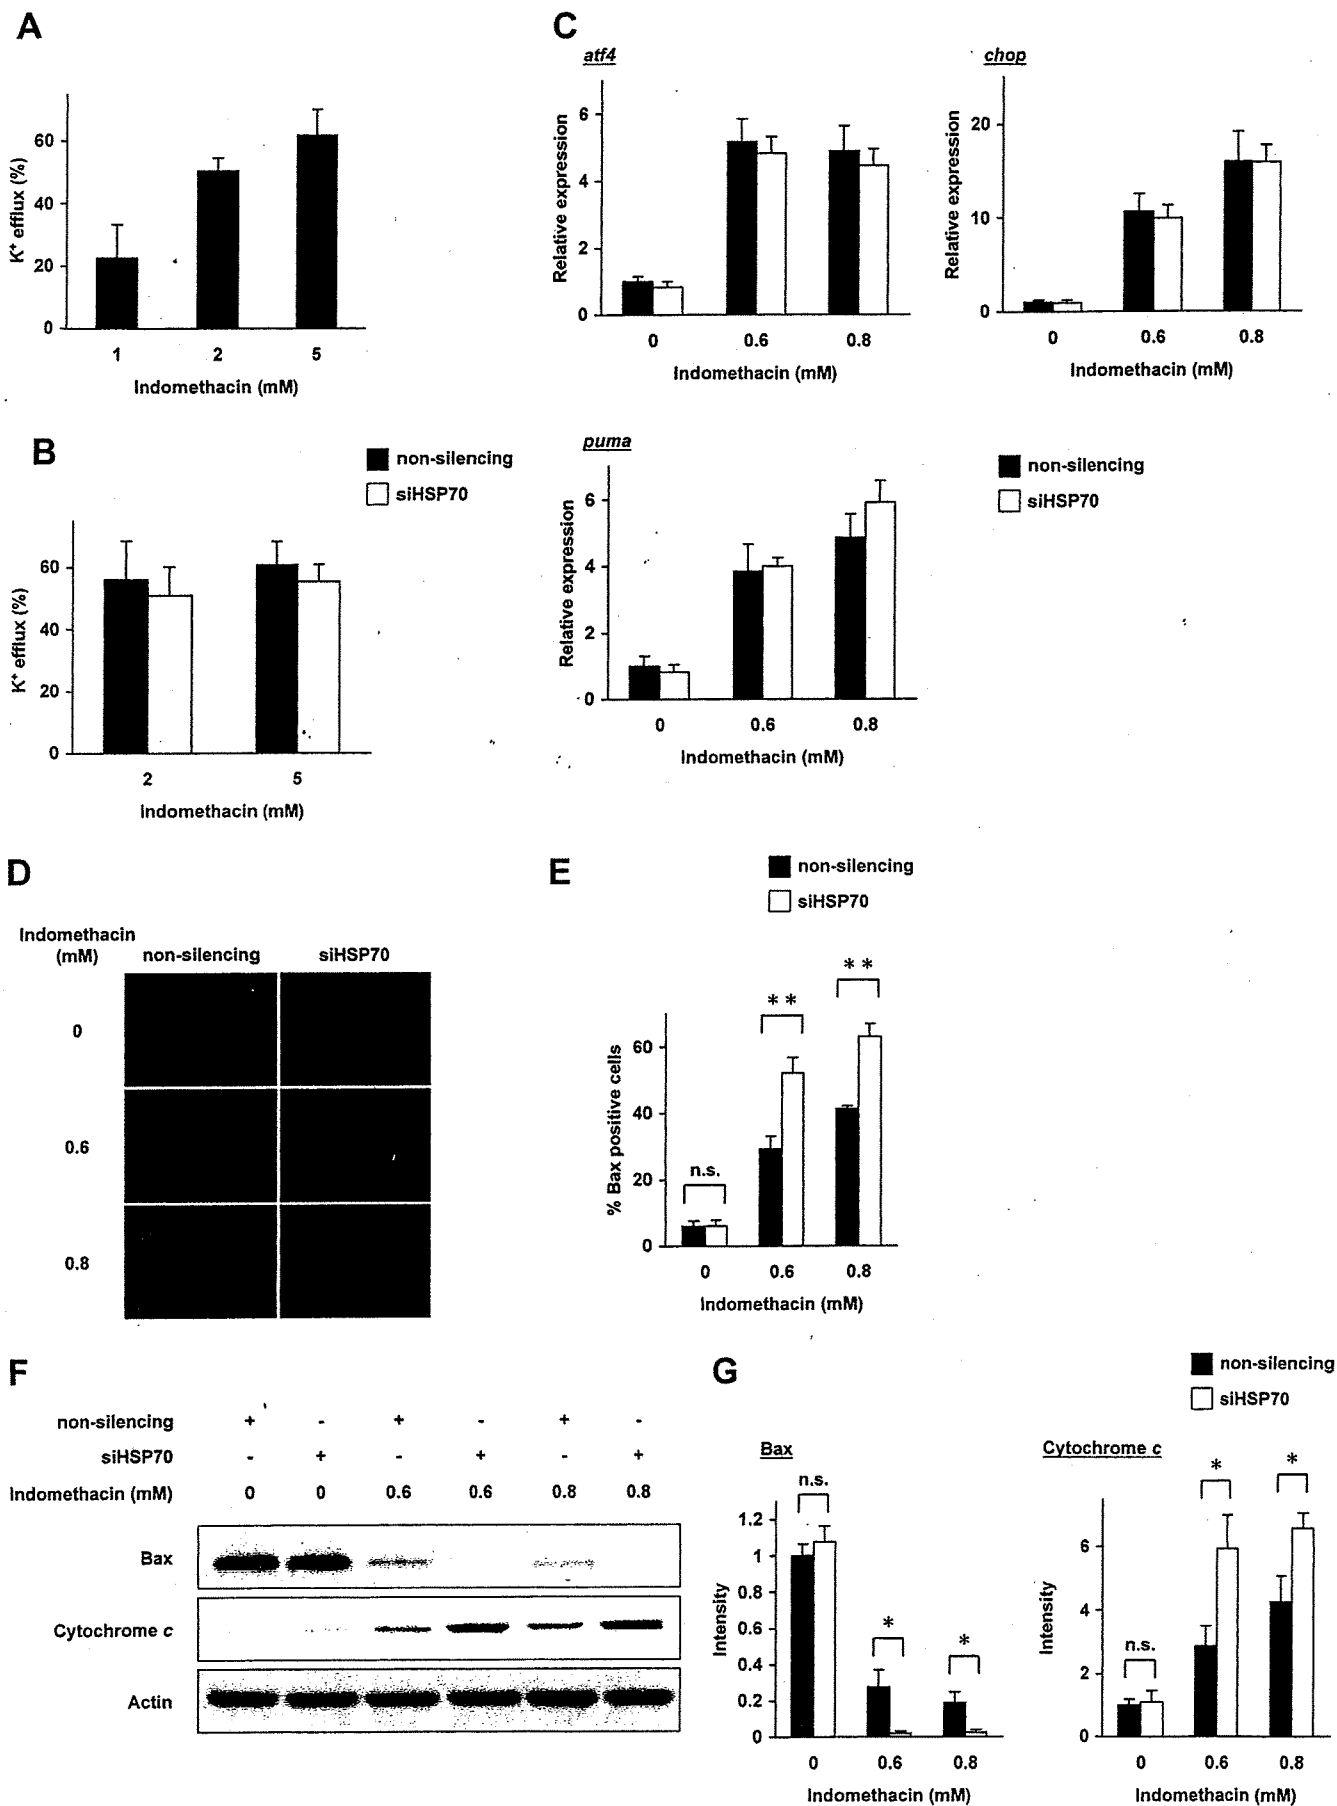 A
K⁺ efflux (%)
60
40
20
0
1 2 5
Indomethacin (mM)
B
non-silencing
siHSP70
K⁺ efflux (%)
60
40
20
0
2 5
Indomethacin (mM)
C
atf4
Relative expression
6
4
2
0
0 0.6 0.8
Indomethacin (mM)
chop
Relative expression
20
10
0
0 0.6 0.8
Indomethacin (mM)
puma
Relative expression
6
4
2
0
0 0.6 0.8
Indomethacin (mM)
non-silencing
siHSP70
D
Indomethacin
(mM)
non-silencing siHSP70
0
0.6
0.8
E
non-silencing
siHSP70
% Bax positive cells
60
40
20
0
n.s.
* *
* *
0 0.6 0.8
Indomethacin (mM)
F
non-silencing + - + - + -
siHSP70 - + - + - +
Indomethacin (mM) 0 0 0.6 0.6 0.8 0.8
Bax
Cytochrome c
Actin
G
non-silencing
siHSP70
Bax
Intensity
1.2
1
0.8
0.6
0.4
0.2
0
n.s.
*
*
0 0.6 0.8
Indomethacin (mM)
Cytochrome c
Intensity
6
4
2
0
n.s.
*
*
0 0.6 0.8
Indomethacin (mM)